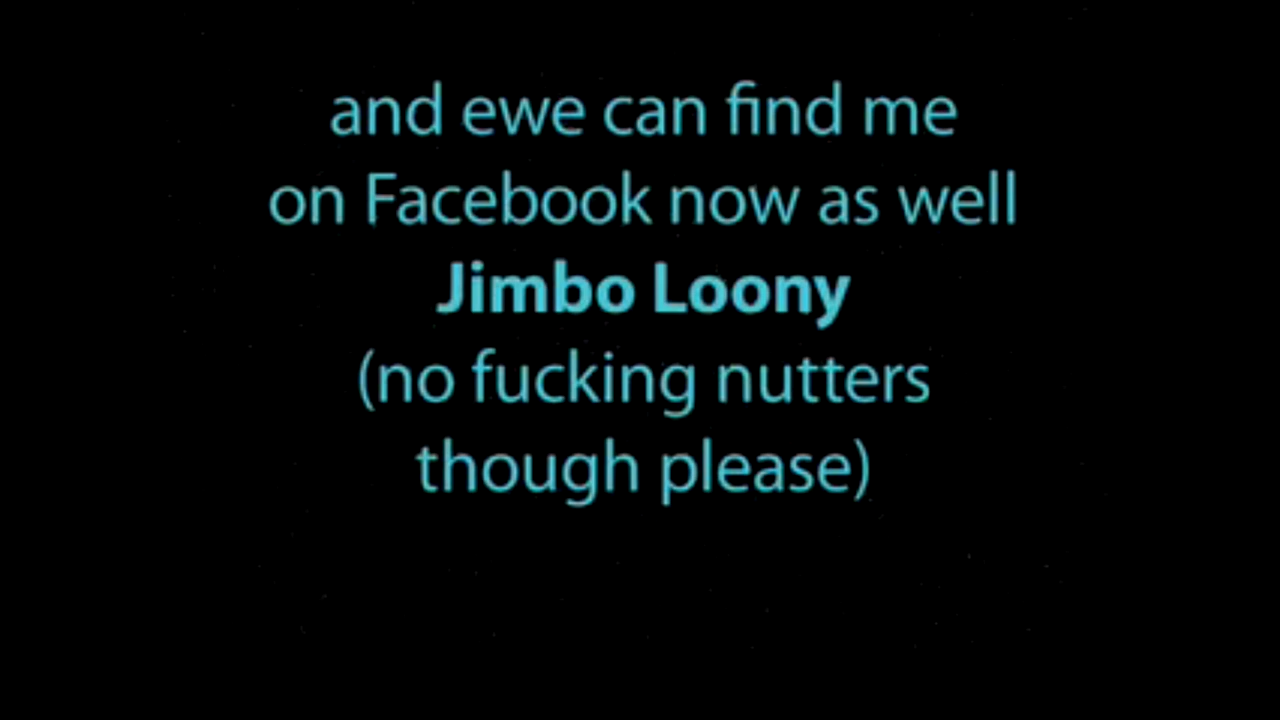 and ewe can find me
on Facebook now as well
Jimbo Loony
(no fucking nutters
though please)